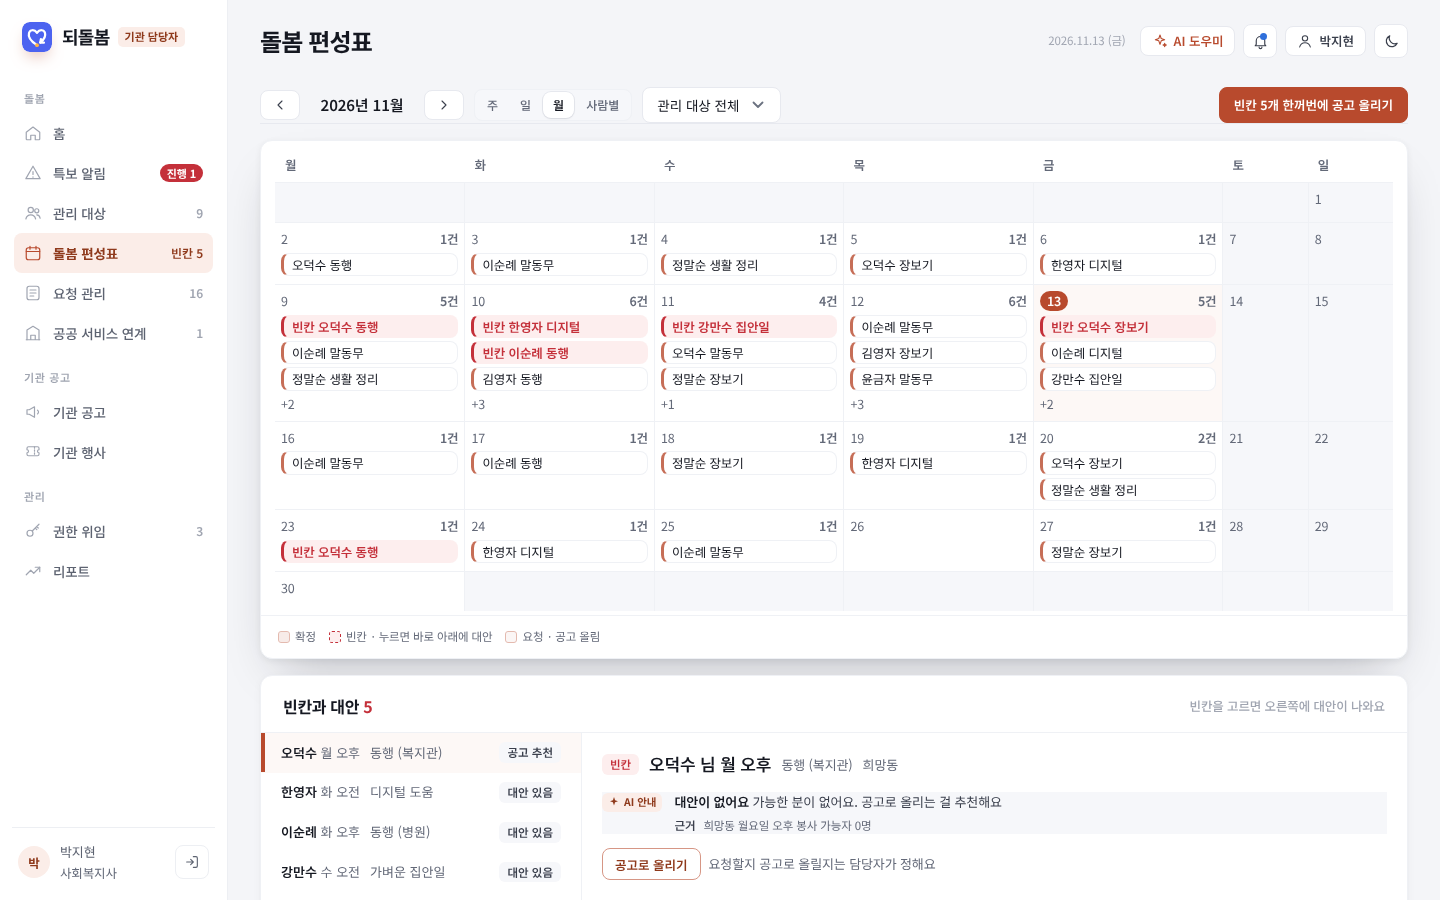 되돌봄 기관 담당자
돌봄
홈
특보 알림 진행 1
관리 대상 9
돌봄 편성표 빈칸 5
요청 관리 16
공공 서비스 연계 1
기관 공고
기관 공고
기관 행사
관리
권한 위임 3
리포트
박 박지현
사회복지사
돌봄 편성표
2026.11.13 (금) AI 도우미 박지현
2026년 11월 주 일 월 사람별 관리 대상 전체 빈칸 5개 한꺼번에 공고 올리기
월 화 수 목 금 토 일
1
2 1건 3 1건 4 1건 5 1건 6 1건 7 8
오덕수 동행 이순례 말동무 정말순 생활 정리 오덕수 장보기 한영자 디지털
9 5건 10 6건 11 4건 12 6건 13 5건 14 15
빈칸 오덕수 동행 빈칸 한영자 디지털 빈칸 강만수 집안일 이순례 말동무 빈칸 오덕수 장보기
이순례 말동무 빈칸 이순례 동행 오덕수 말동무 김영자 장보기 이순례 디지털
정말순 생활 정리 김영자 동행 정말순 장보기 윤금자 말동무 강만수 집안일
+2 +3 +1 +3 +2
16 1건 17 1건 18 1건 19 1건 20 2건 21 22
이순례 말동무 이순례 동행 정말순 장보기 한영자 디지털 오덕수 장보기
정말순 생활 정리
23 1건 24 1건 25 1건 26 27 1건 28 29
빈칸 오덕수 동행 한영자 디지털 이순례 말동무 정말순 장보기
30
확정 빈칸 · 누르면 바로 아래에 대안 요청 · 공고 올림
빈칸과 대안 5 빈칸을 고르면 오른쪽에 대안이 나와요
오덕수 월 오후 동행 (복지관) 공고 추천
한영자 화 오전 디지털 도움 대안 있음
이순례 화 오후 동행 (병원) 대안 있음
강만수 수 오전 가벼운 집안일 대안 있음
빈칸 오덕수 님 월 오후 동행 (복지관) 희망동
AI 안내 대안이 없어요 가능한 분이 없어요. 공고로 올리는 걸 추천해요
근거 희망동 월요일 오후 봉사 가능자 0명
공고로 올리기 요청할지 공고로 올릴지는 담당자가 정해요